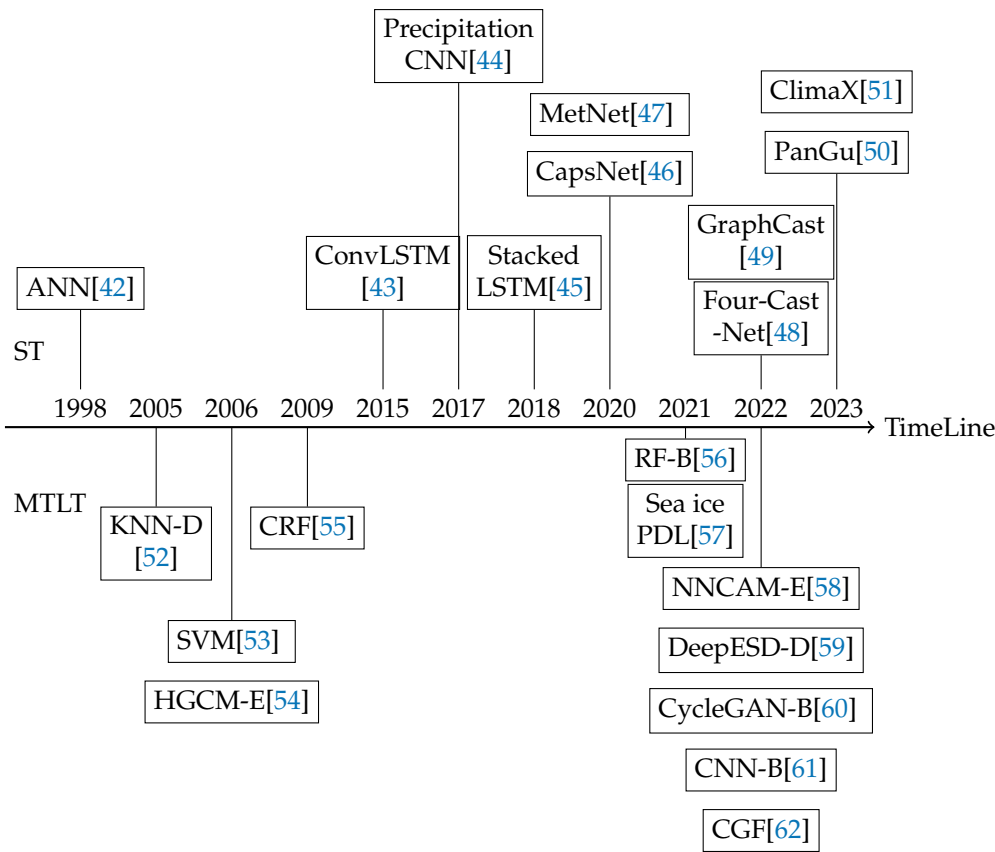 Precipitation
CNN[44]
ClimaX[51]
MetNet[47]
PanGu[50]
CapsNet[46]
GraphCast
[49]
ConvLSTM
[43]
Stacked
LSTM[45]
ANN[42]
Four-Cast
-Net[48]
ST
1998 2005 2006 2009 2015 2017 2018 2020 2021 2022 2023
TimeLine
RF-B[56]
MTLT
Sea ice
PDL[57]
KNN-D
[52]
CRF[55]
NNCAM-E[58]
SVM[53]
DeepESD-D[59]
HGCM-E[54]
CycleGAN-B[60]
CNN-B[61]
CGF[62]